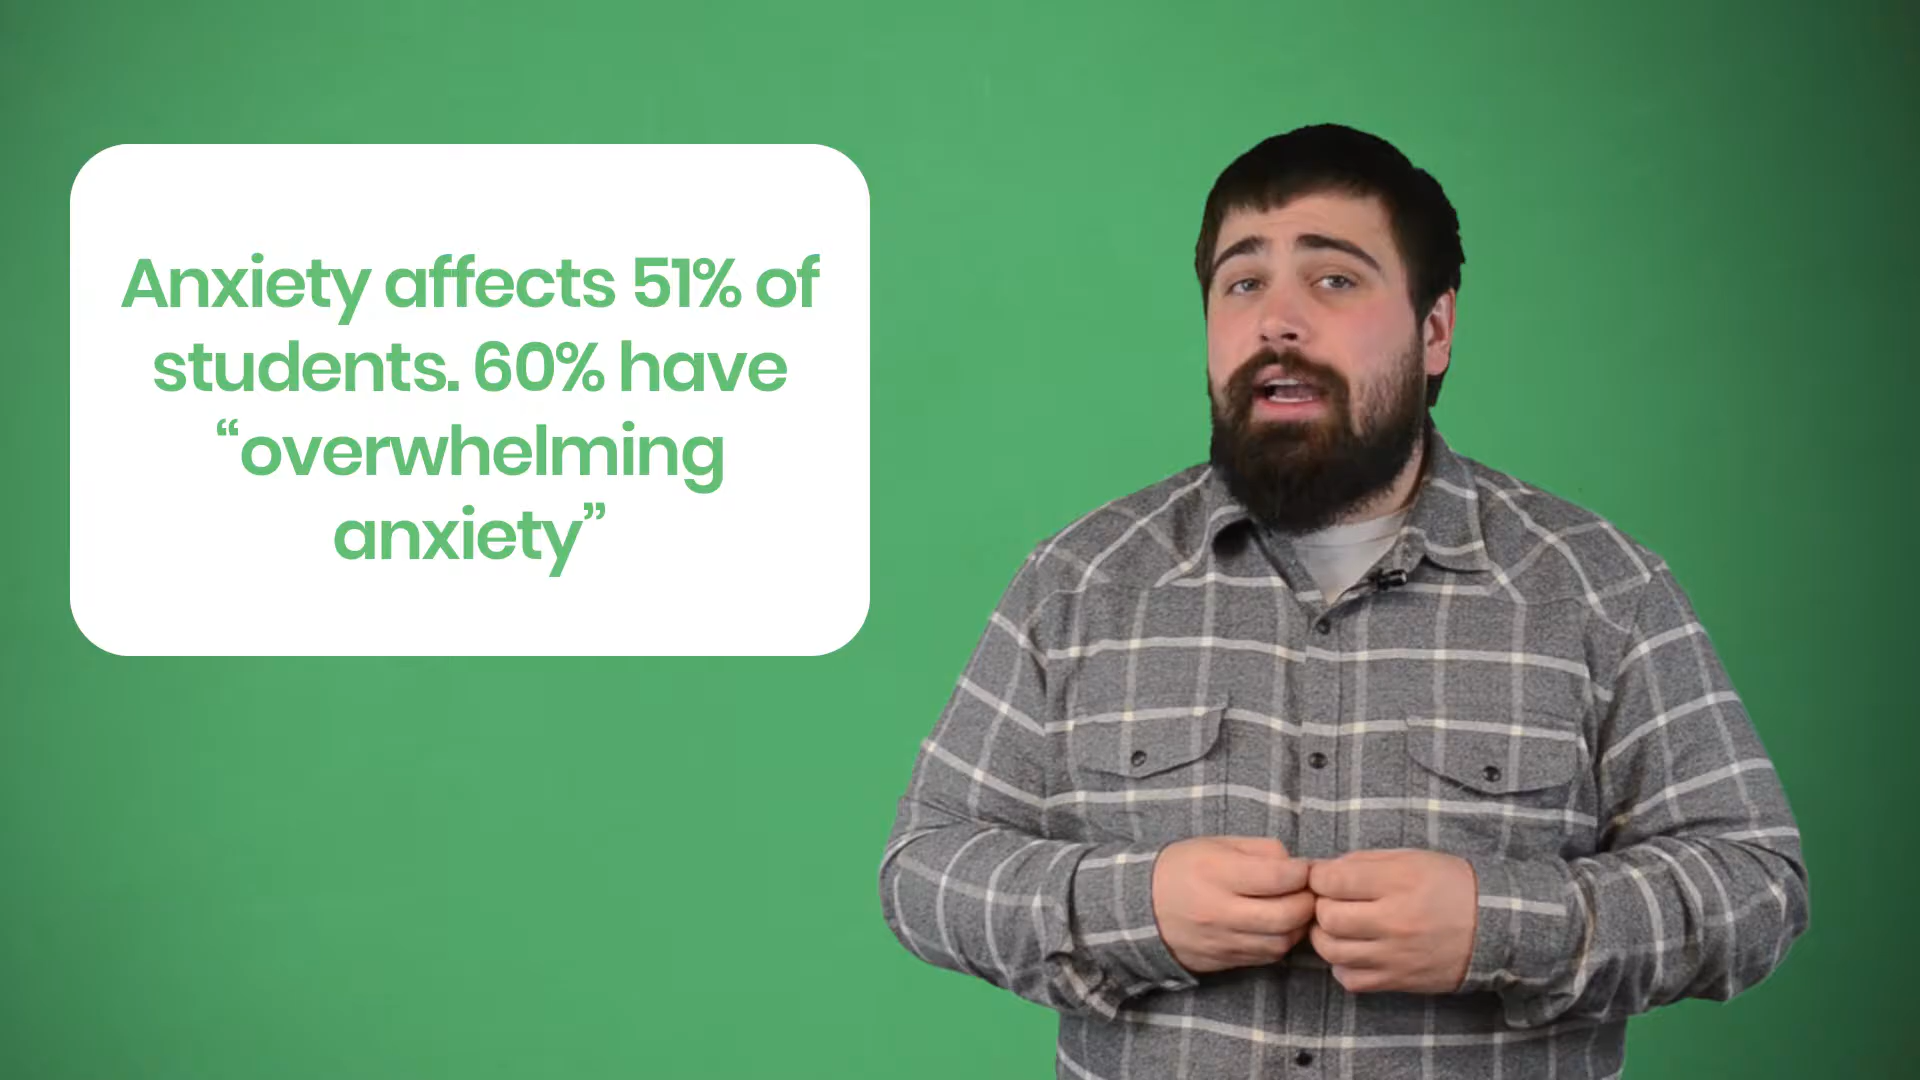 Anxiety affects 51% of
students. 60% have
“overwhelming
anxiety”